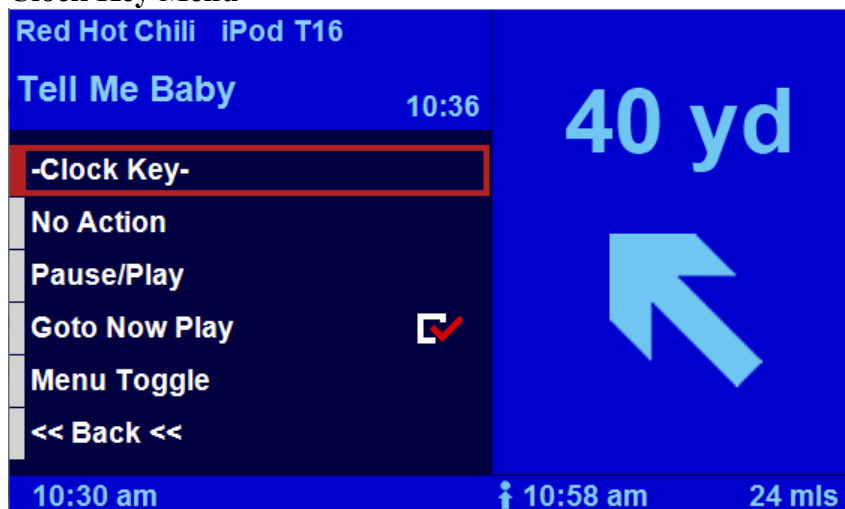 Red Hot Chili iPod T16
Tell Me Baby
10:36
40 yd
-Clock Key-
No Action
Pause/Play
Goto Now Play
Menu Toggle
<< Back <<
10:30 am
10:58 am
24 mls